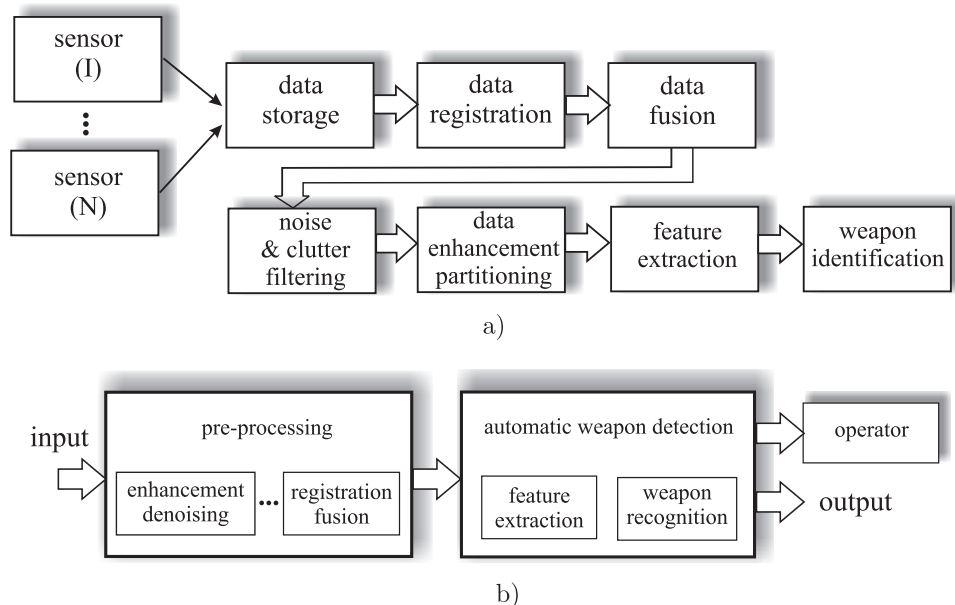 sensor
(I)
sensor
(N)
data
storage
data
registration
data
fusion
noise
& clutter
filtering
data
enhancement
partitioning
feature
extraction
weapon
identification
a)
input
pre-processing
enhancement
denoising
registration
fusion
automatic weapon detection
feature
extraction
weapon
recognition
operator
output
b)